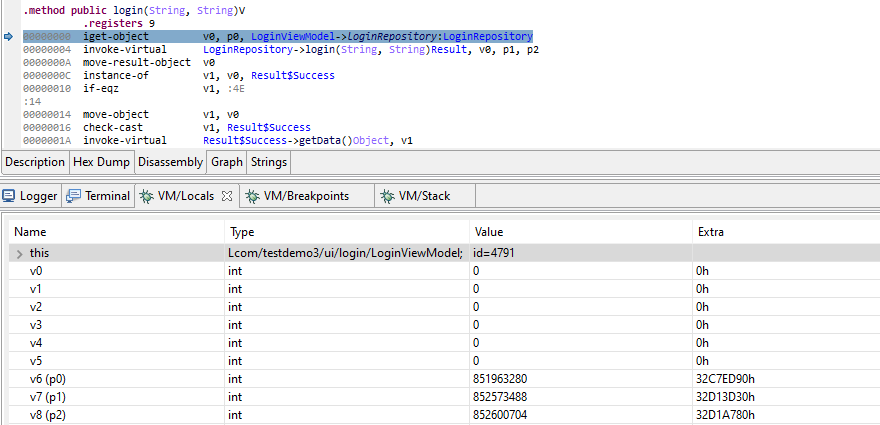 .method public login(String, String)V
.registers 9
00000000 iget-object v0, p0, LoginViewModel->loginRepository:LoginRepository
00000004 invoke-virtual LoginRepository->login(String, String)Result, v0, p1, p2
0000000A move-result-object v0
0000000C instance-of v1, v0, Result$Success
00000010 if-eqz v1, :4E
:14
00000014 move-object v1, v0
00000016 check-cast v1, Result$Success
0000001A invoke-virtual Result$Success->getData()Object, v1
Description Hex Dump Disassembly Graph Strings
Logger Terminal VM/Locals VM/Breakpoints VM/Stack
Name Type Value Extra
this Lcom/testdemo3/ui/login/LoginViewModel; id=4791
v0 int 0 0h
v1 int 0 0h
v2 int 0 0h
v3 int 0 0h
v4 int 0 0h
v5 int 0 0h
v6 (p0) int 851963280 32C7ED90h
v7 (p1) int 852573488 32D13D30h
v8 (p2) int 852600704 32D1A780h